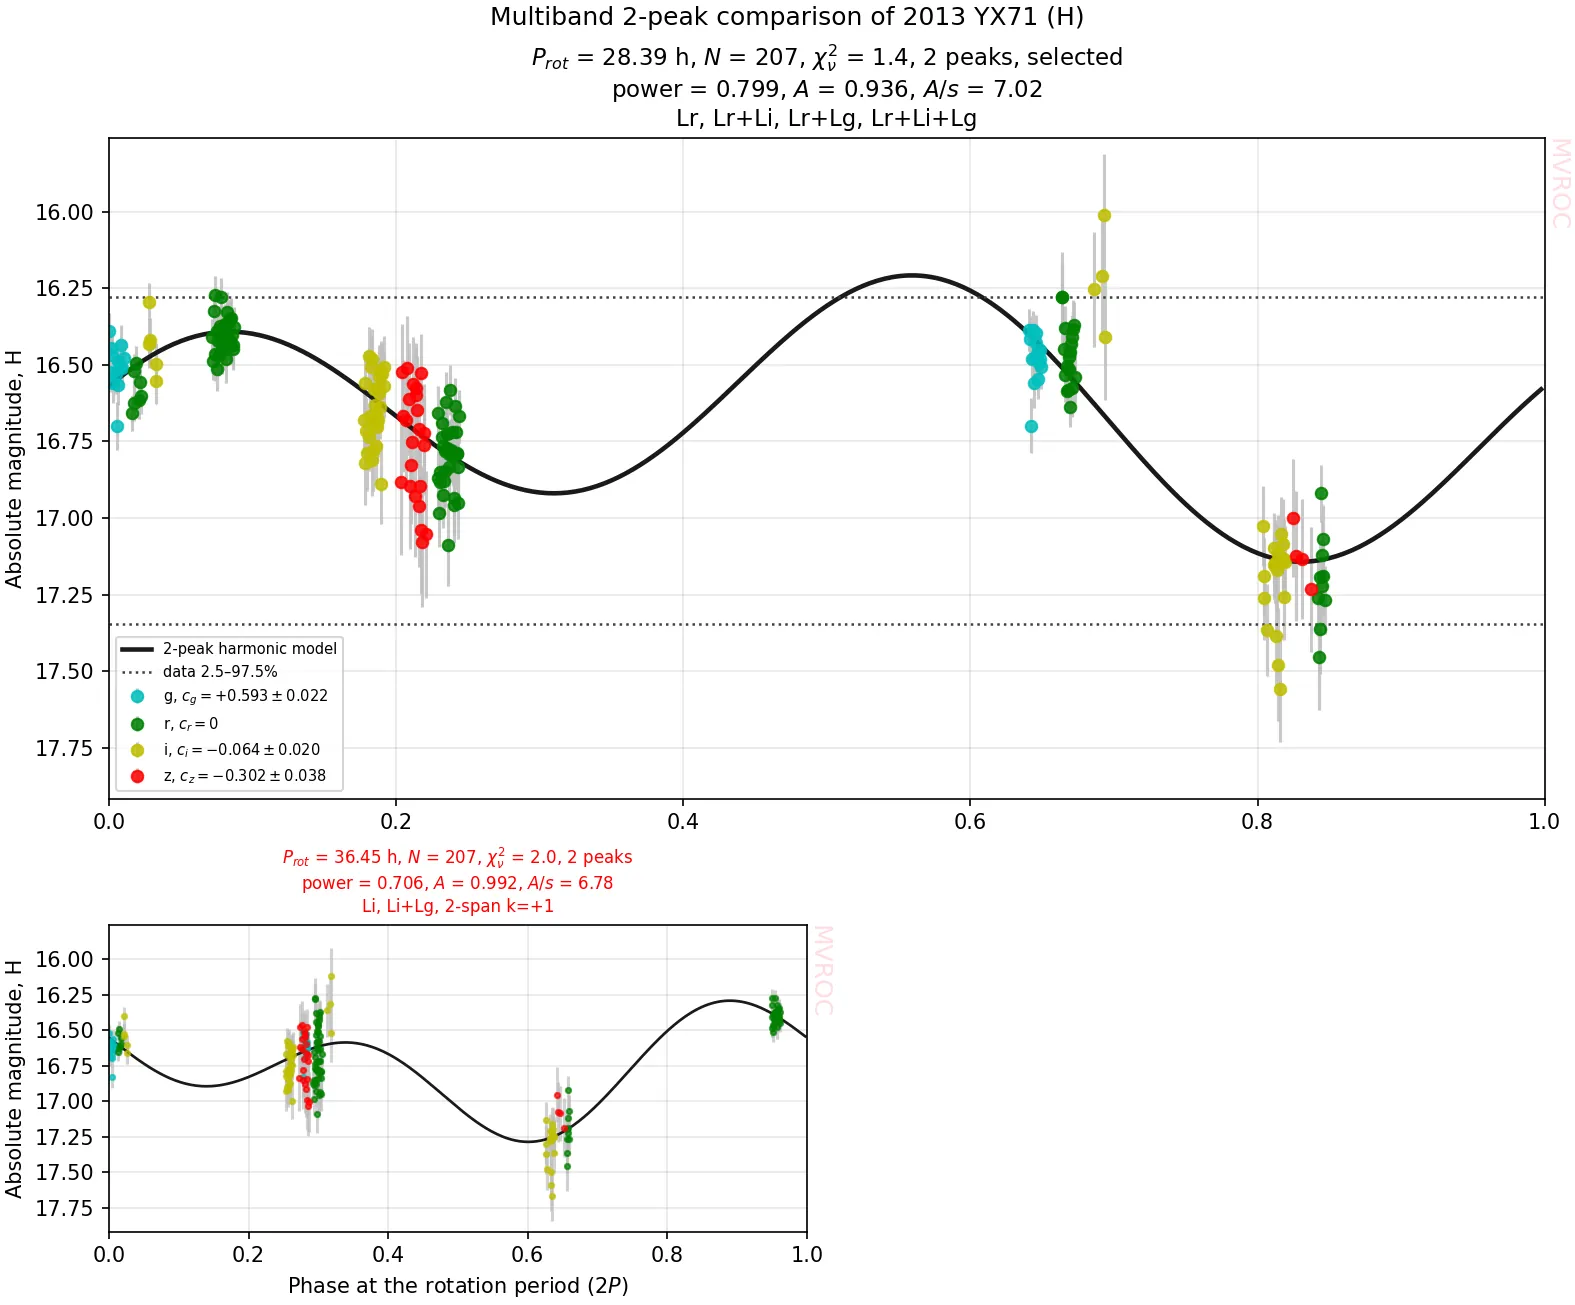 Multiband 2-peak comparison of 2013 YX71 (H)
P_rot = 28.39 h, N = 207, χ²_ν = 1.4, 2 peaks, selected
power = 0.799, A = 0.936, A/s = 7.02
Lr, Lr+Li, Lr+Lg, Lr+Li+Lg
MVROC
Absolute magnitude, H
16.00
16.25
16.50
16.75
17.00
17.25
17.50
17.75
2-peak harmonic model
data 2.5–97.5%
g, c_g = +0.593 ± 0.022
r, c_r = 0
i, c_i = −0.064 ± 0.020
z, c_z = −0.302 ± 0.038
0.0 0.2 0.4 0.6 0.8 1.0
P_rot = 36.45 h, N = 207, χ²_ν = 2.0, 2 peaks
power = 0.706, A = 0.992, A/s = 6.78
Li, Li+Lg, 2-span k=+1
MVROC
Absolute magnitude, H
16.00
16.25
16.50
16.75
17.00
17.25
17.50
17.75
0.0 0.2 0.4 0.6 0.8 1.0
Phase at the rotation period (2P)